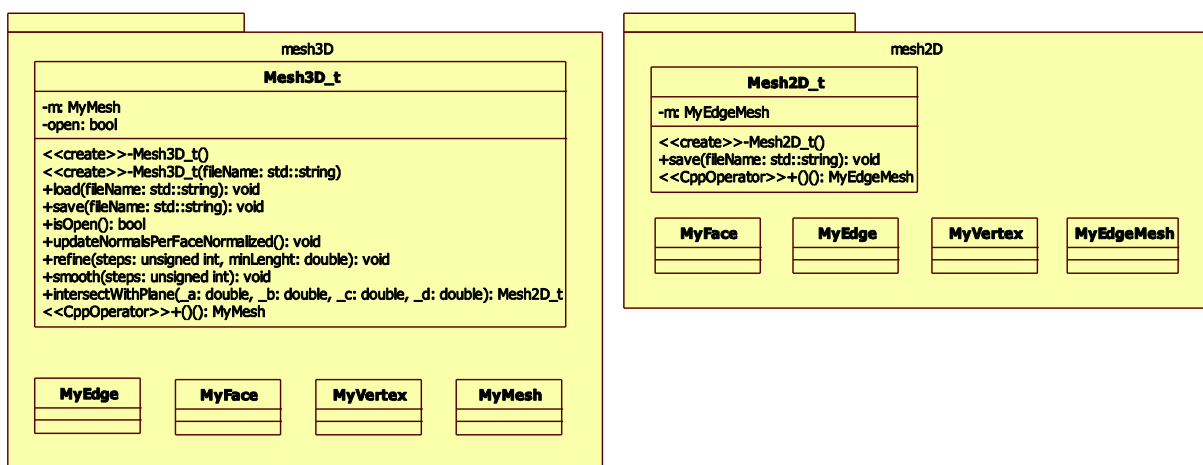 mesh3D
Mesh3D_t
-m: MyMesh
-open: bool
<<create>>-Mesh3D_t()
<<create>>-Mesh3D_t(fileName: std::string)
+load(fileName: std::string): void
+save(fileName: std::string): void
+isOpen(): bool
+updateNormalsPerFaceNormalized(): void
+refine(steps: unsigned int, minLenght: double): void
+smooth(steps: unsigned int): void
+intersectWithPlane(_a: double, _b: double, _c: double, _d: double): Mesh2D_t
<<CppOperator>>+()(): MyMesh
MyEdge
MyFace
MyVertex
MyMesh
mesh2D
Mesh2D_t
-m: MyEdgeMesh
<<create>>-Mesh2D_t()
+save(fileName: std::string): void
<<CppOperator>>+()(): MyEdgeMesh
MyFace
MyEdge
MyVertex
MyEdgeMesh